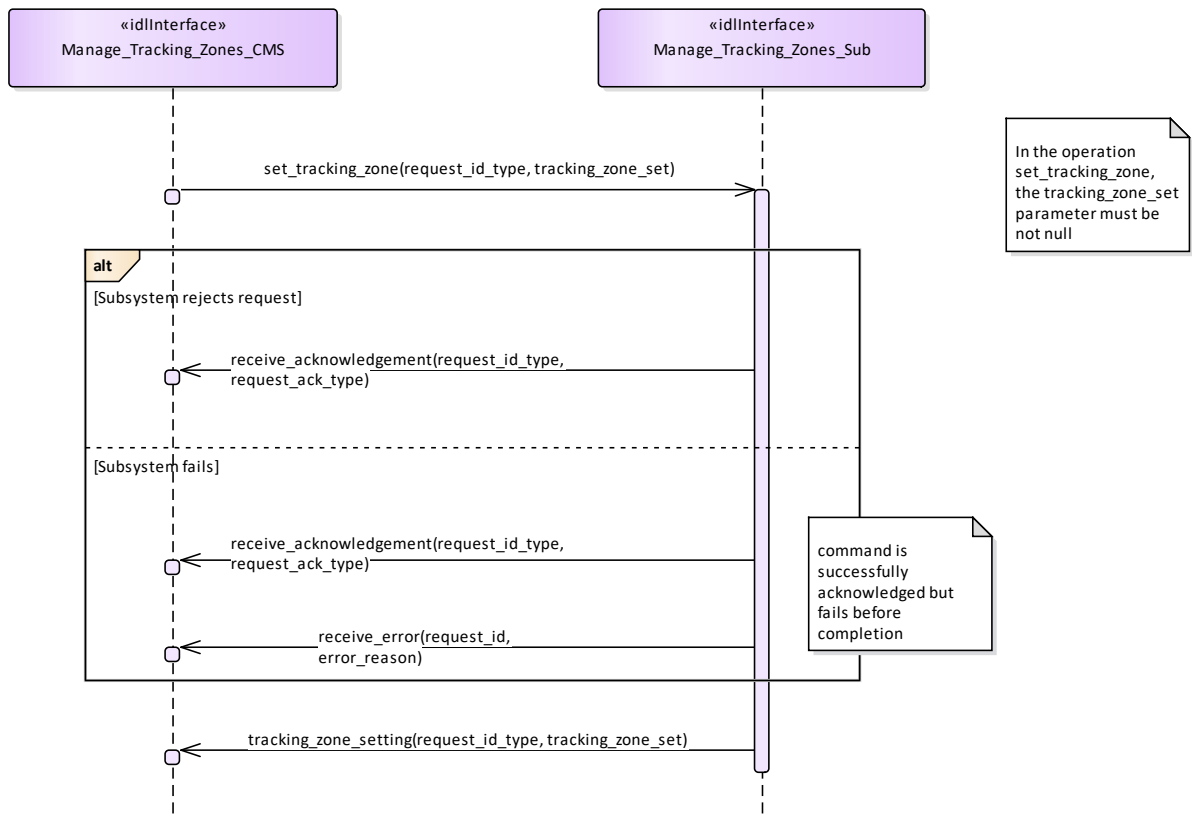 «idlInterface»
Manage_Tracking_Zones_CMS
«idlInterface»
Manage_Tracking_Zones_Sub
In the operation
set_tracking_zone,
the tracking_zone_set
parameter must be
not null
set_tracking_zone(request_id_type, tracking_zone_set)
alt
[Subsystem rejects request]
receive_acknowledgement(request_id_type,
request_ack_type)
[Subsystem fails]
receive_acknowledgement(request_id_type,
request_ack_type)
command is
successfully
acknowledged but
fails before
completion
receive_error(request_id,
error_reason)
tracking_zone_setting(request_id_type, tracking_zone_set)